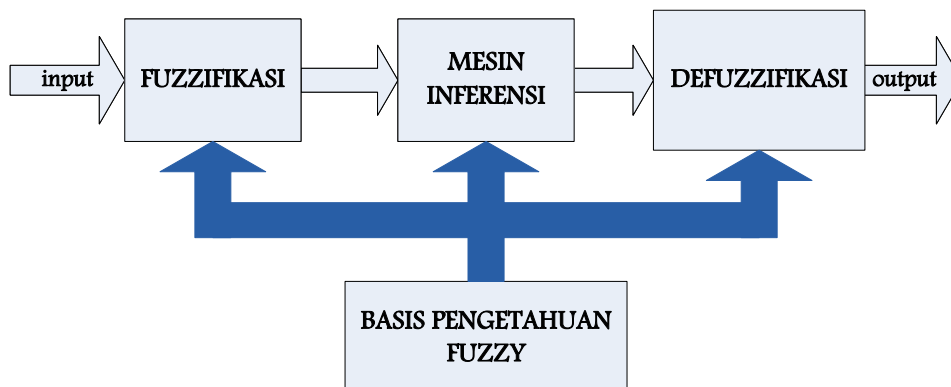 input
FUZZIFIKASI
MESIN
INFERENSI
DEFUZZIFIKASI
output
BASIS PENGETAHUAN
FUZZY